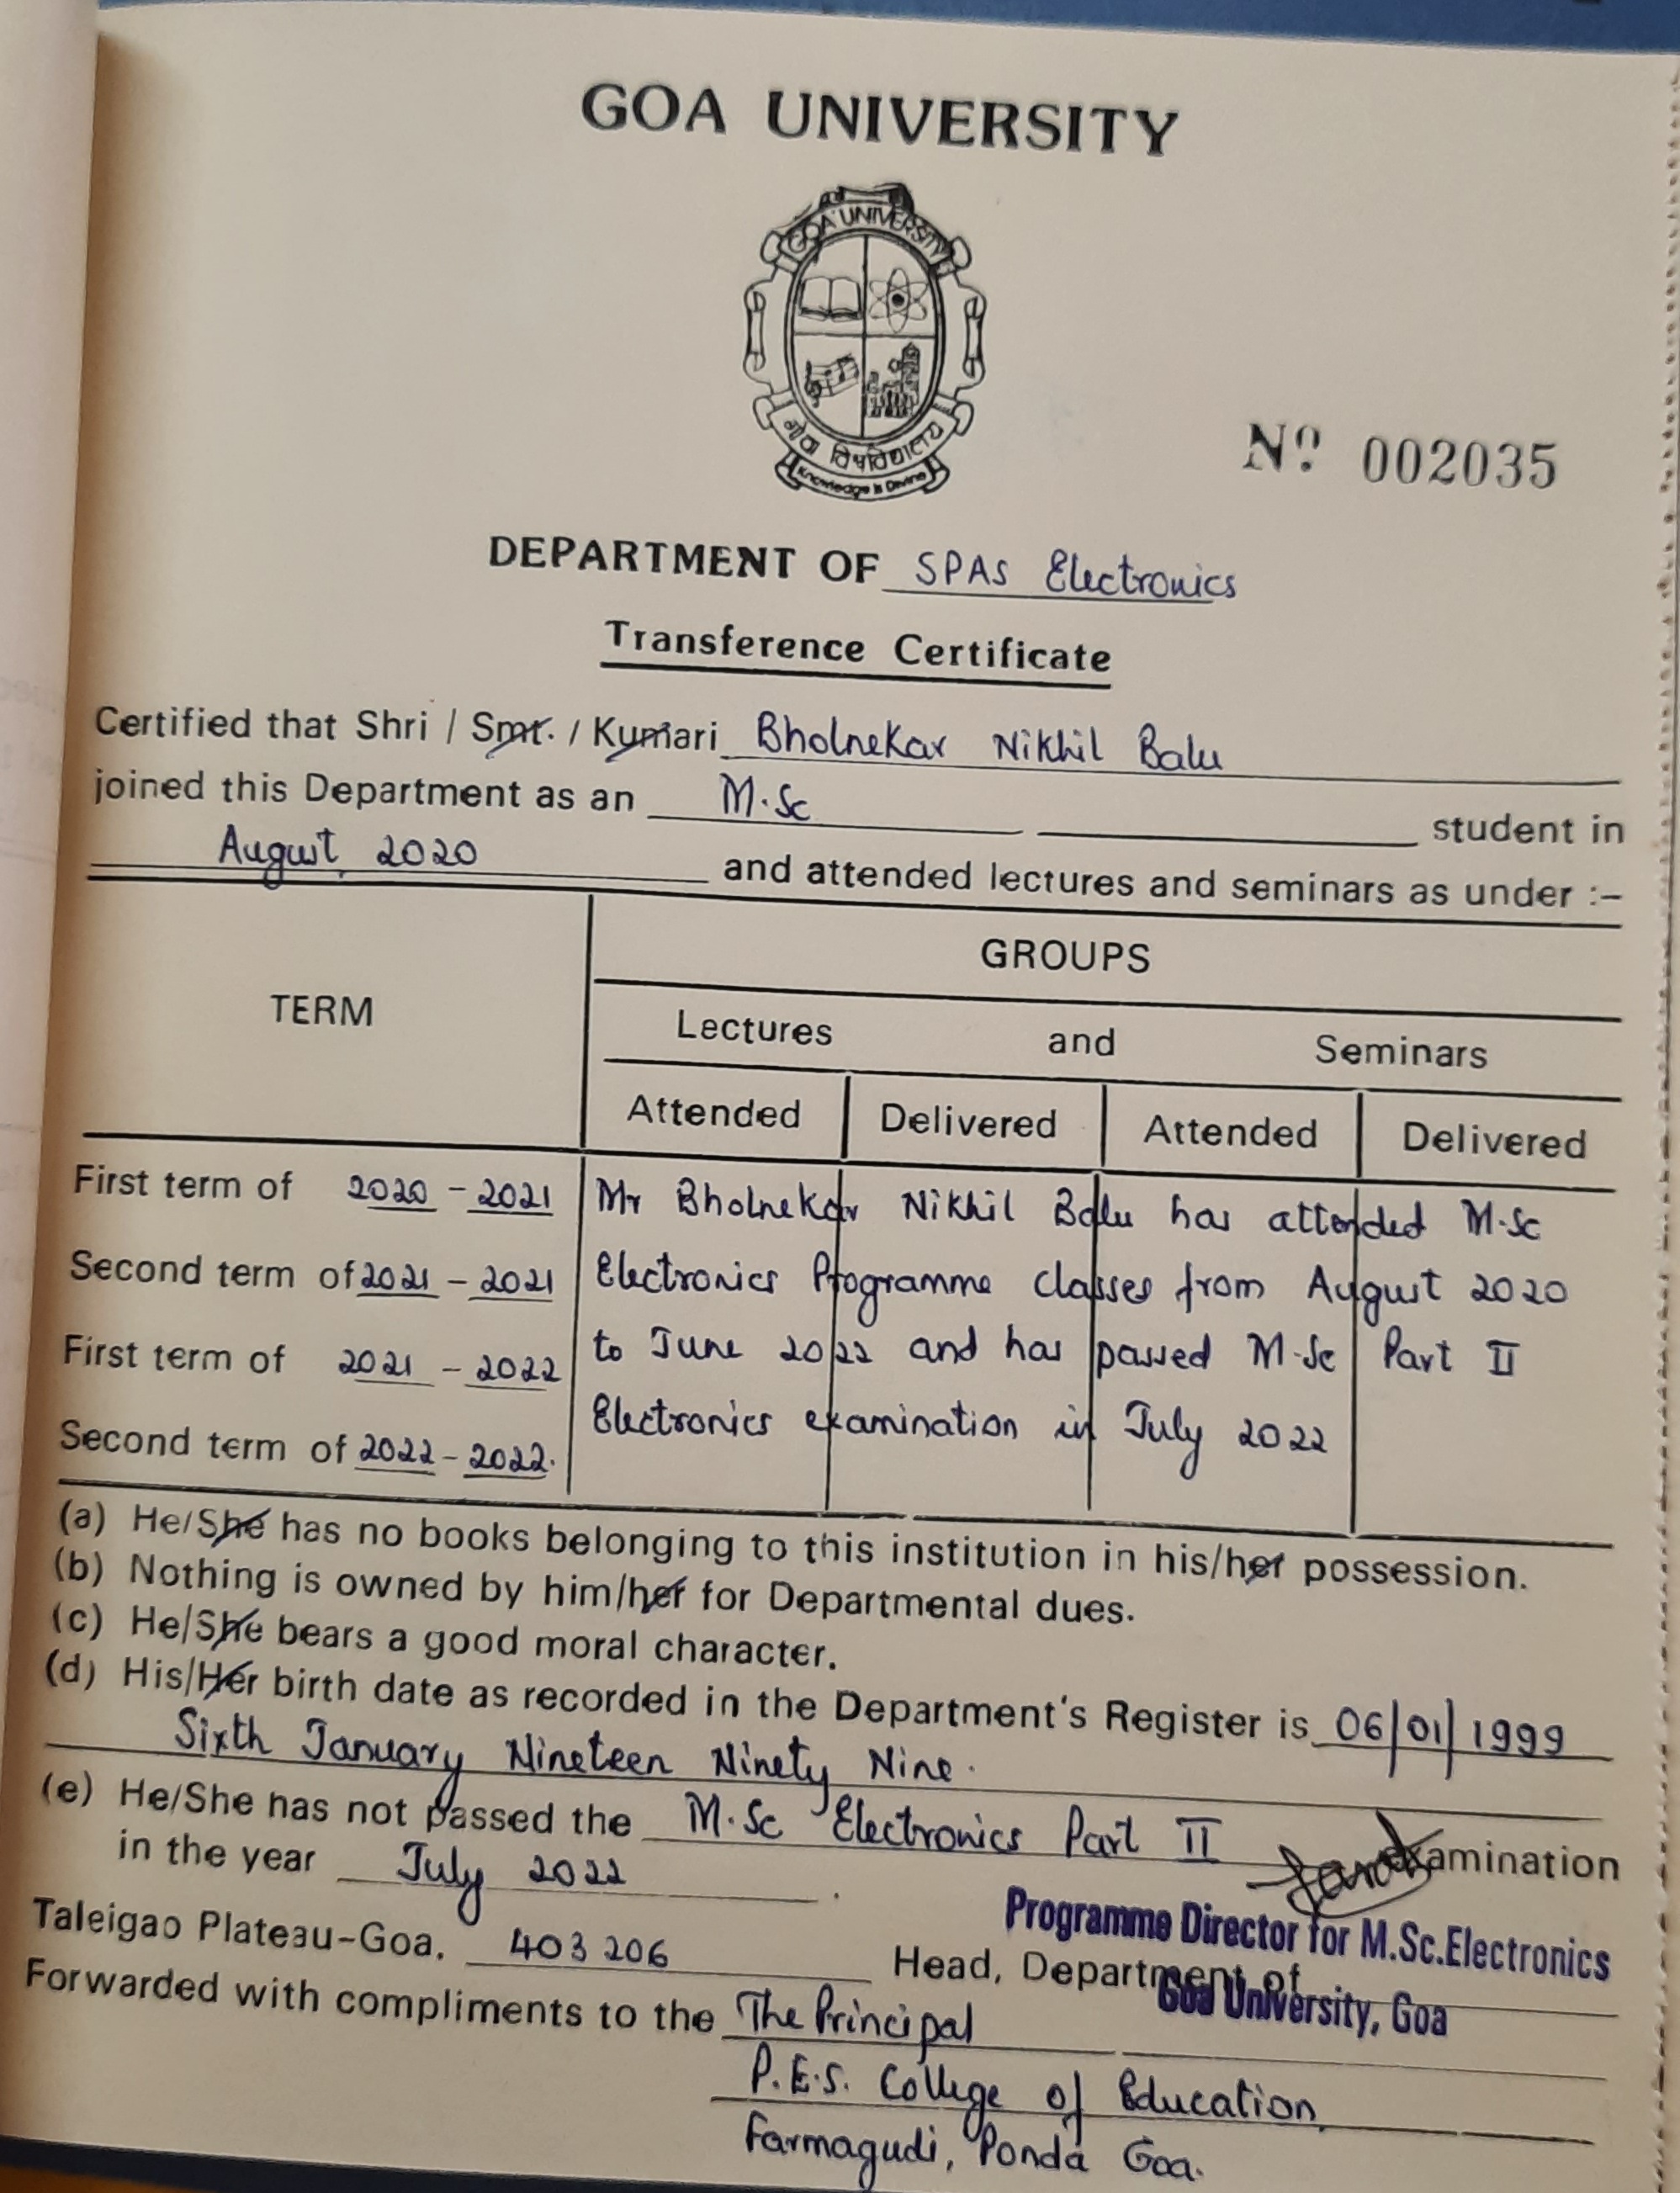 GOA UNIVERSITY
GOA UNIVERSITY
गोंय विश्वविद्यालय
Knowledge is Divine
Nº 002035
DEPARTMENT OF SPAS Electronics
Transference Certificate
Certified that Shri / Smt. / Kumari Bholnekar Nikhil Balu
joined this Department as an M.Sc student in
August, 2020 and attended lectures and seminars as under :-
GROUPS
TERM
Lectures and Seminars
Attended Delivered Attended Delivered
First term of 2020 - 2021 Mr Bholnekar Nikhil Balu has attended M.Sc
Second term of 2021 - 2021 Electronics Programme classes from August 2020
First term of 2021 - 2022 to June 2022 and has passed M.Sc Part II
Second term of 2022 - 2022. Electronics examination in July 2022
(a) He/She has no books belonging to this institution in his/her possession.
(b) Nothing is owned by him/her for Departmental dues.
(c) He/She bears a good moral character.
(d) His/Her birth date as recorded in the Department's Register is 06/01/1999
Sixth January Nineteen Ninety Nine.
(e) He/She has not passed the M.Sc Electronics Part II examination
in the year July 2022 .
Programme Director for M.Sc.Electronics
Taleigao Plateau-Goa. 403 206 Head, Department of
Goa University, Goa
Forwarded with compliments to the The Principal
P.E.S. College of Education,
Farmagudi, Ponda Goa.